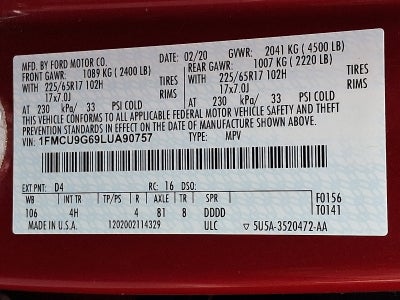 MFD. BY FORD MOTOR CO. 02/20 GVWR: 2041 KG (4500 LB)
FRONT GAWR: 1089 KG (2400 LB) REAR GAWR: 1007 KG (2220 LB)
WITH 225/65R17 102H TIRES WITH 225/65R17 102H TIRES
17x7.0J RIMS 17x7.0J RIMS
AT 230 kPa/ 33 PSI COLD AT 230 kPa/ 33 PSI COLD
THIS VEHICLE CONFORMS TO ALL APPLICABLE FEDERAL MOTOR VEHICLE SAFETY AND THEFT
PREVENTION STANDARDS IN EFFECT ON THE DATE OF MANUFACTURE SHOWN ABOVE.
VIN: 1FMCU9G69LUA90757 TYPE: MPV
EXT PNT: D4 RC: 16 DSO: F0156
WB INT TR TP/PS R AXLE TR SPR T0141
106 4H 4 81 8 DDDD
MADE IN U.S.A. 1202002114329 ULC 5U5A-3520472-AA